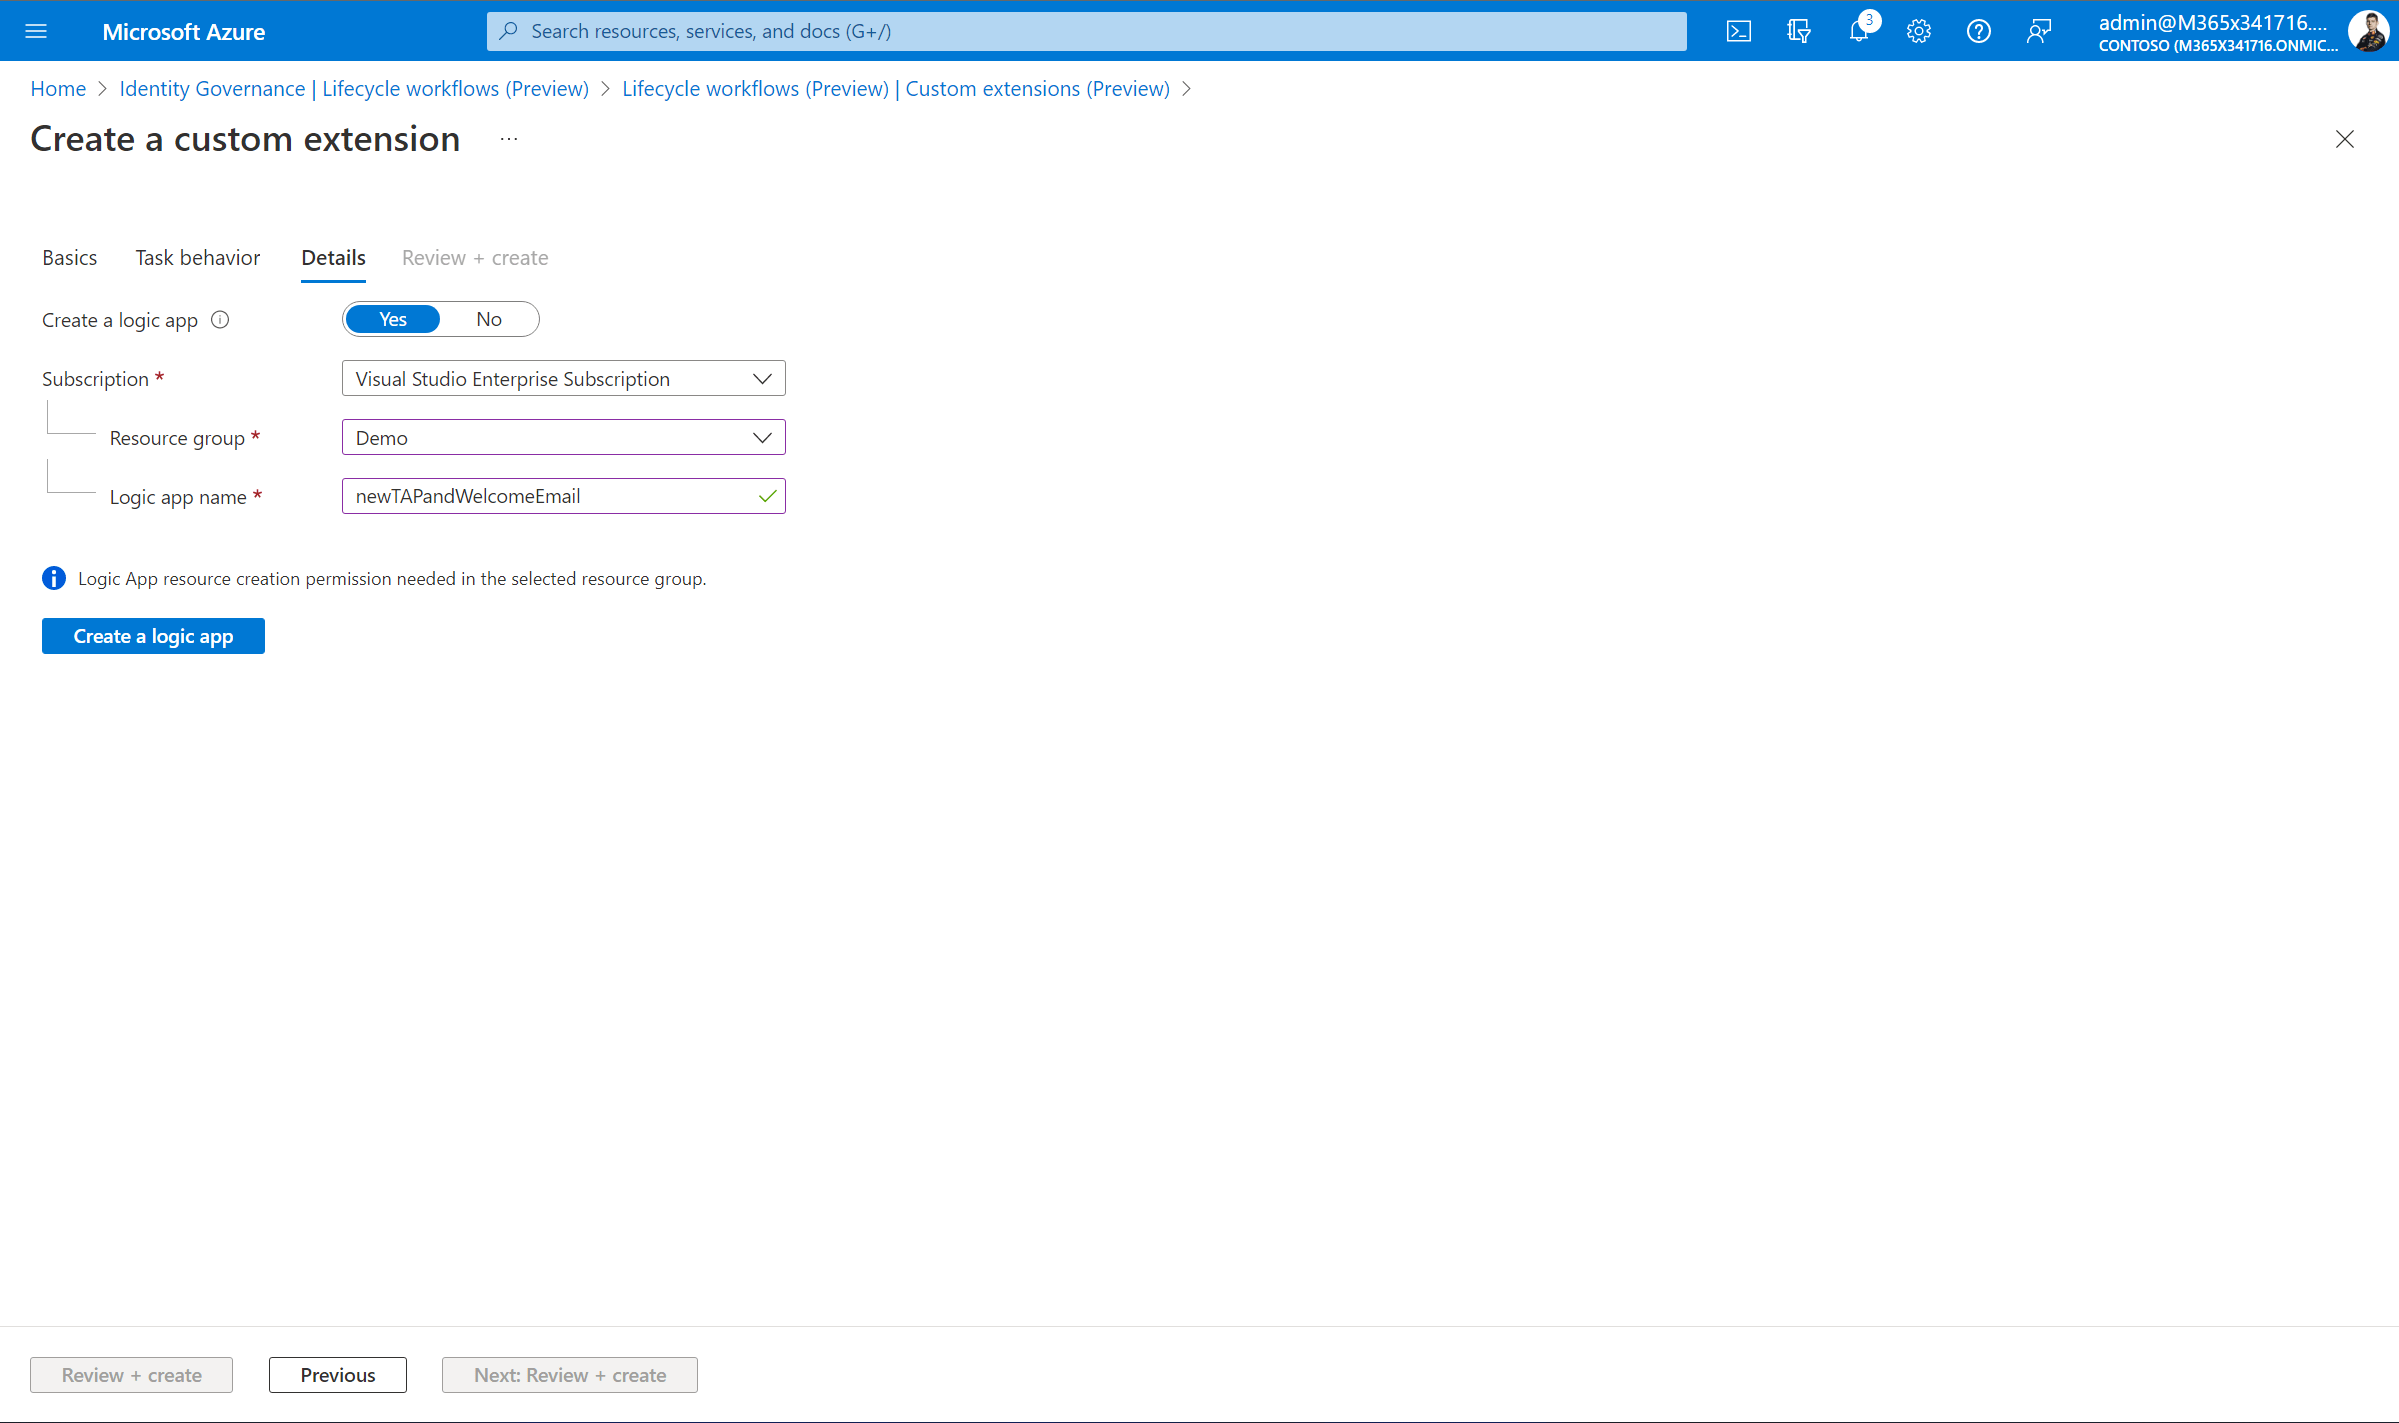 Microsoft Azure
Search resources, services, and docs (G+/)
3
admin@M365x341716....
CONTOSO (M365X341716.ONMIC...
Home > Identity Governance | Lifecycle workflows (Preview) > Lifecycle workflows (Preview) | Custom extensions (Preview) >
Create a custom extension ...
Basics Task behavior Details Review + create
Create a logic app Yes No
Subscription * Visual Studio Enterprise Subscription
Resource group * Demo
Logic app name * newTAPandWelcomeEmail
Logic App resource creation permission needed in the selected resource group.
Create a logic app
Review + create Previous Next: Review + create